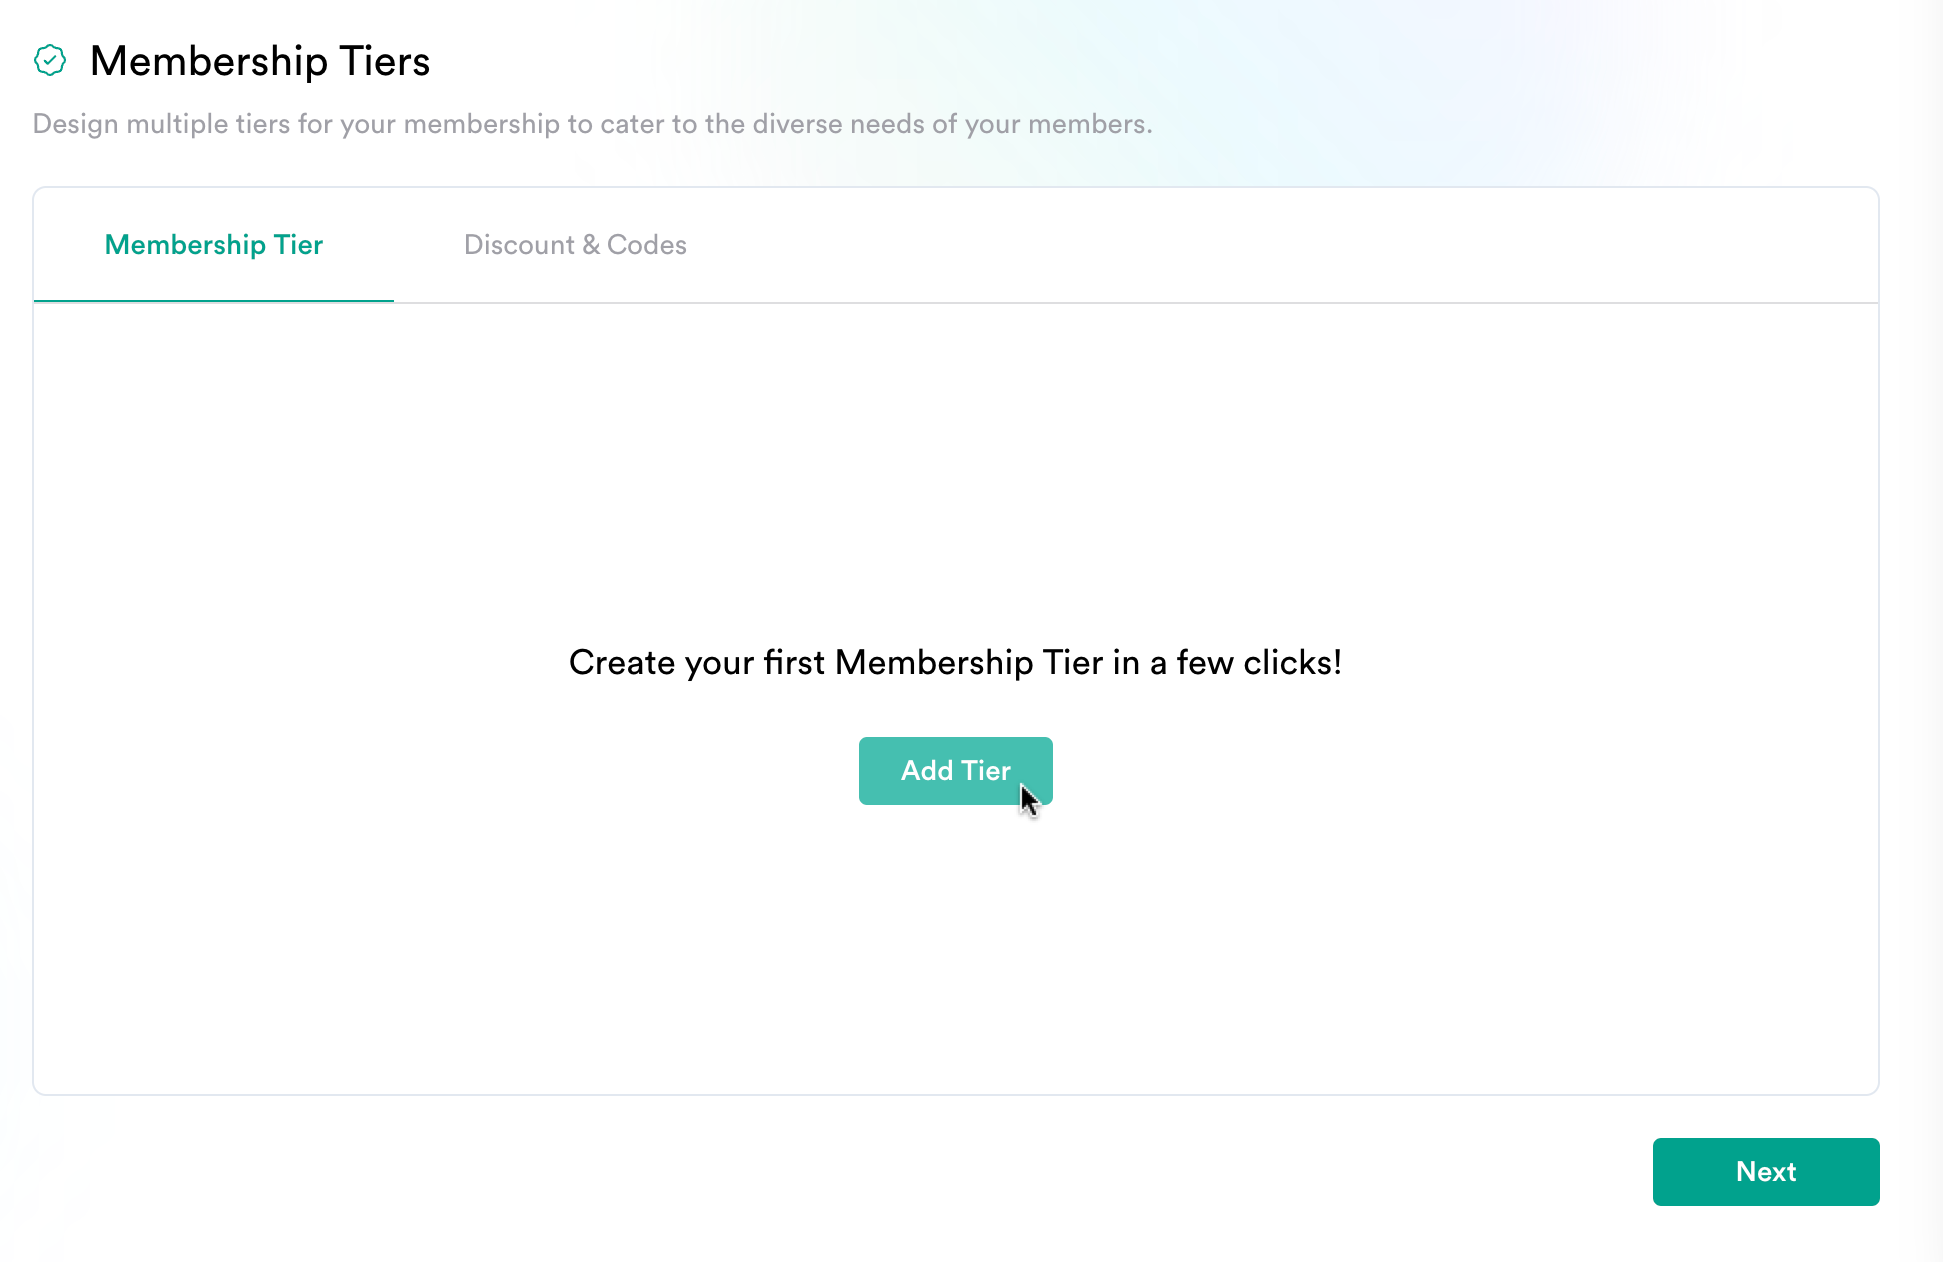 Membership Tiers
Design multiple tiers for your membership to cater to the diverse needs of your members.
Membership Tier
Discount & Codes
Create your first Membership Tier in a few clicks!
Add Tier
Next